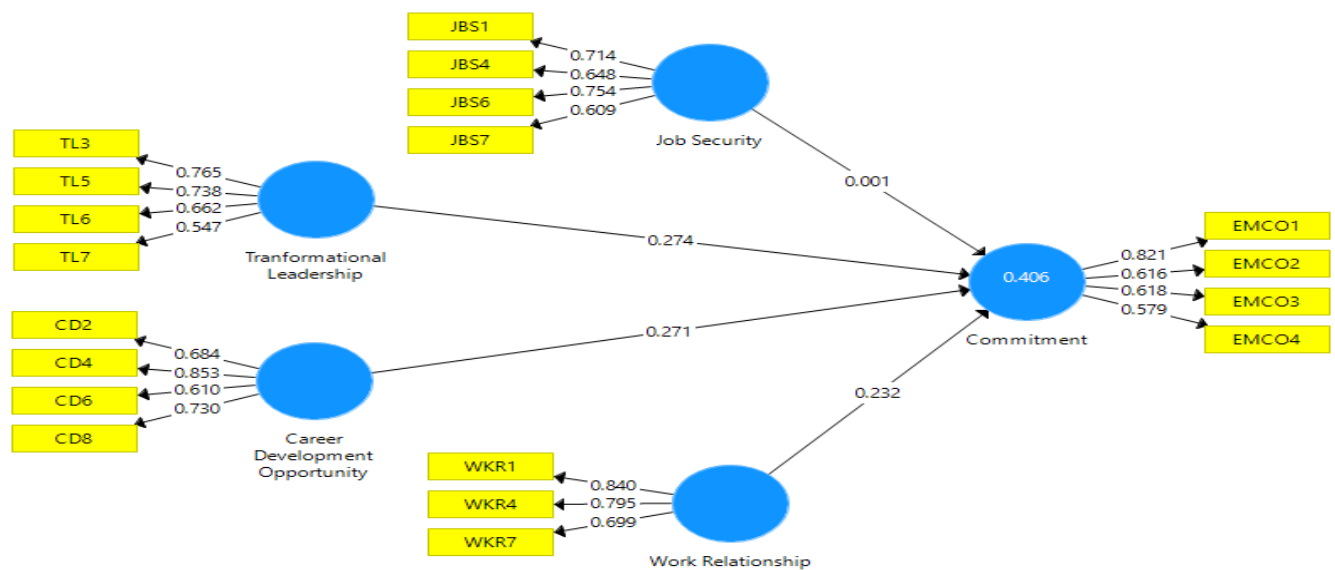 JBS1
JBS4
JBS6
JBS7
0.714
0.648
0.754
0.609
Job Security
TL3
TL5
TL6
TL7
0.765
0.738
0.662
0.547
Tranformational
Leadership
0.001
0.274
0.406
Commitment
0.821
0.616
0.618
0.579
EMCO1
EMCO2
EMCO3
EMCO4
CD2
CD4
CD6
CD8
0.684
0.853
0.610
0.730
Career
Development
Opportunity
0.271
0.232
WKR1
WKR4
WKR7
0.840
0.795
0.699
Work Relationship